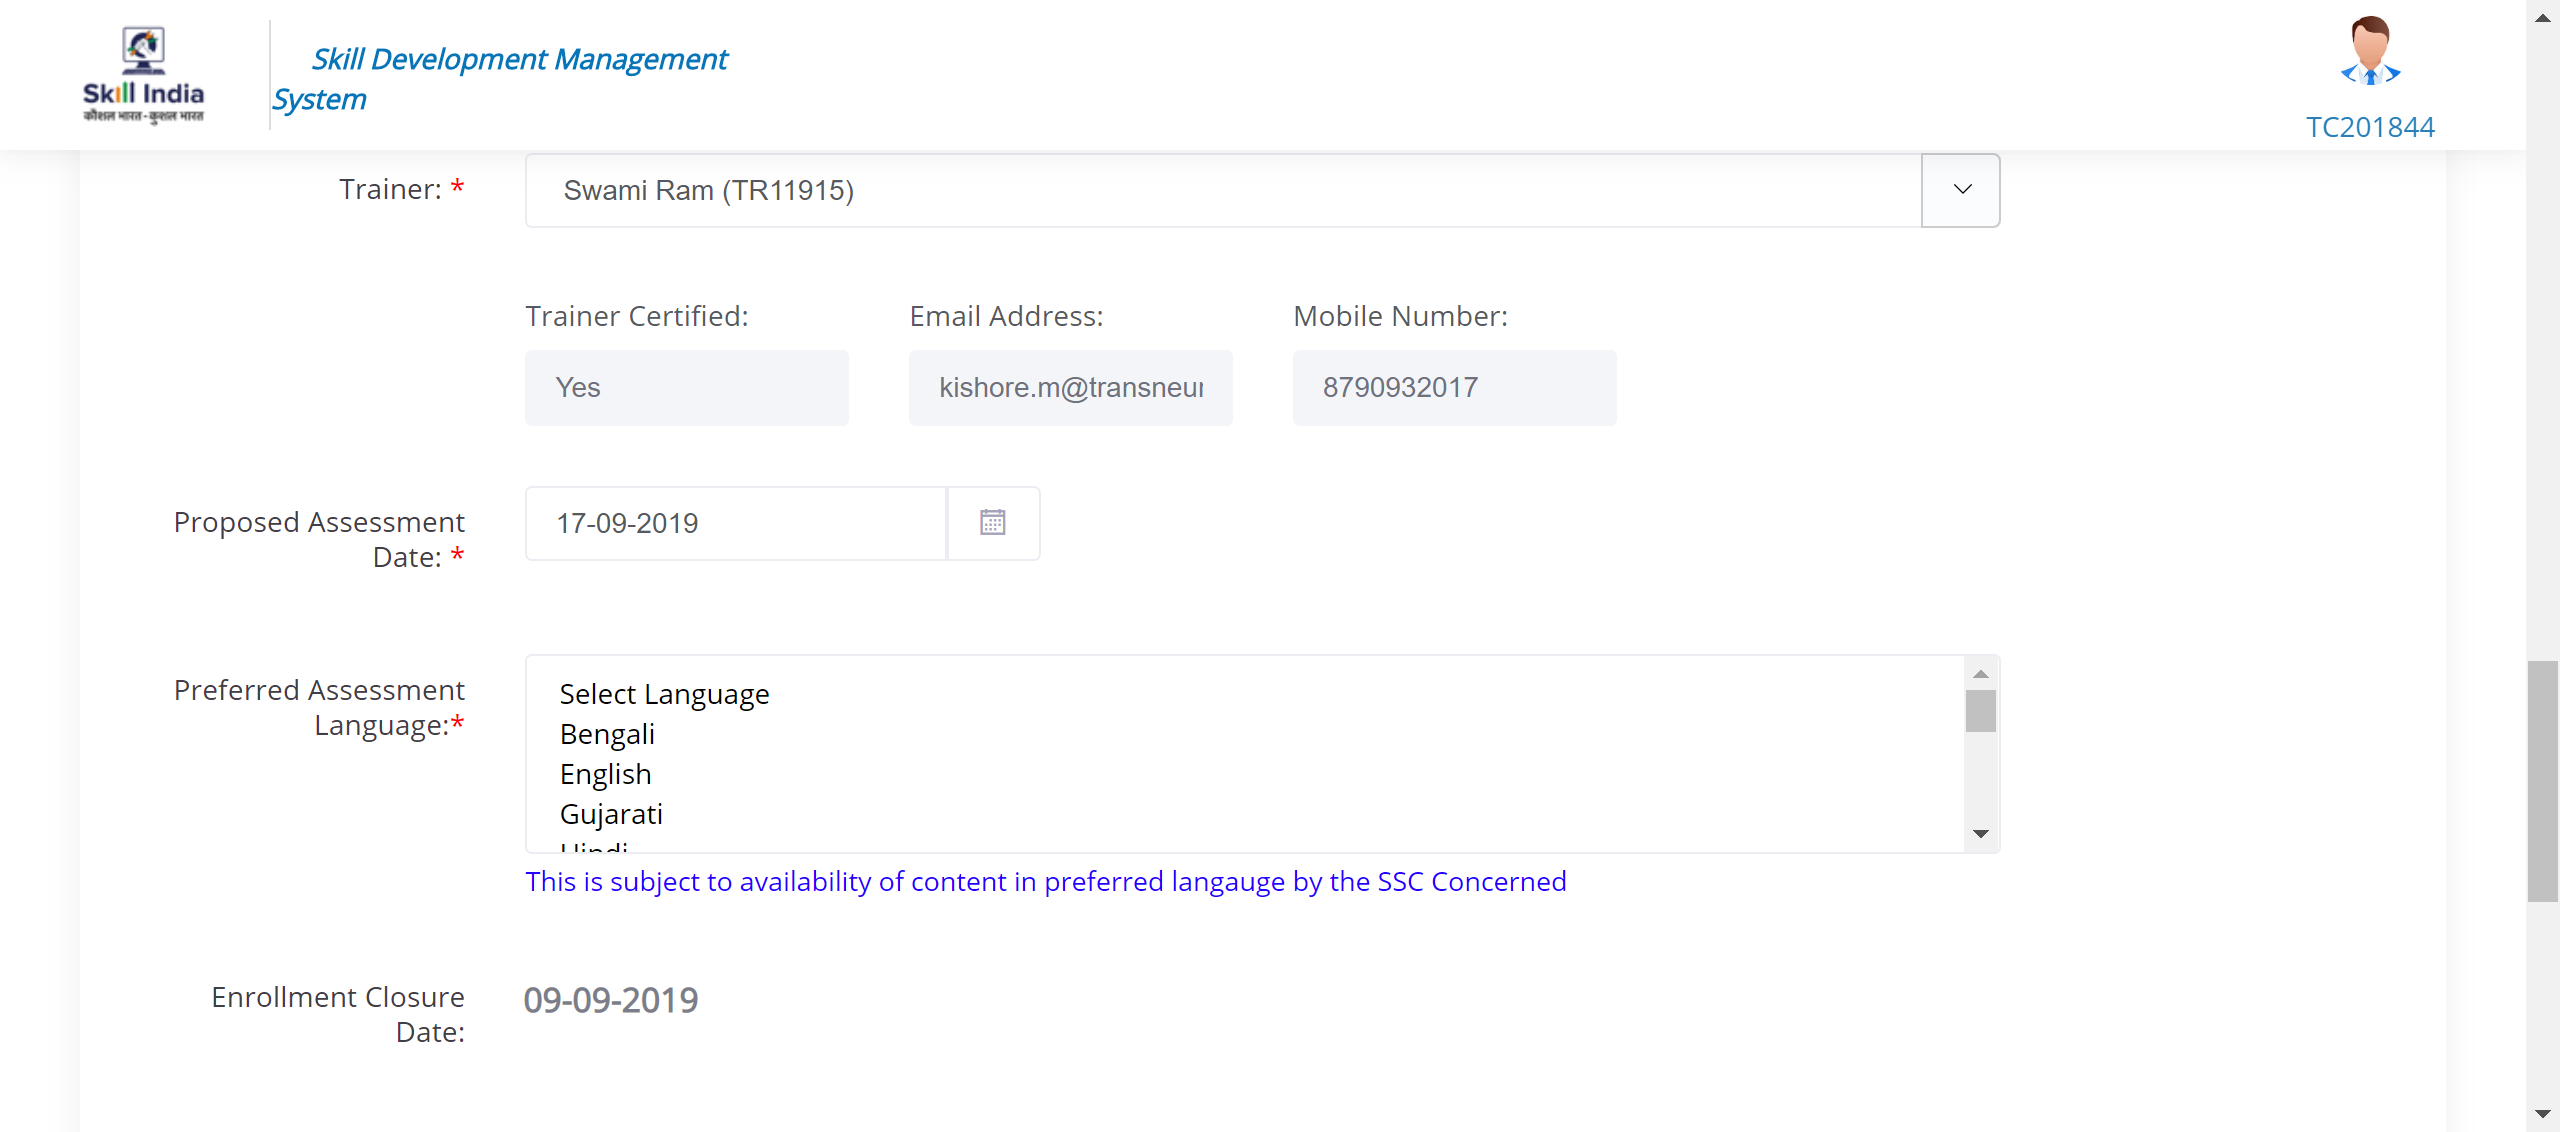 Skill India
कौशल भारत - कुशल भारत
Skill Development Management
System
TC201844
Trainer: *
Swami Ram (TR11915)
Trainer Certified:
Email Address:
Mobile Number:
Yes
kishore.m@transneur
8790932017
Proposed Assessment
Date: *
17-09-2019
Preferred Assessment
Language:*
Select Language
Bengali
English
Gujarati
Hindi
This is subject to availability of content in preferred langauge by the SSC Concerned
Enrollment Closure
Date:
09-09-2019